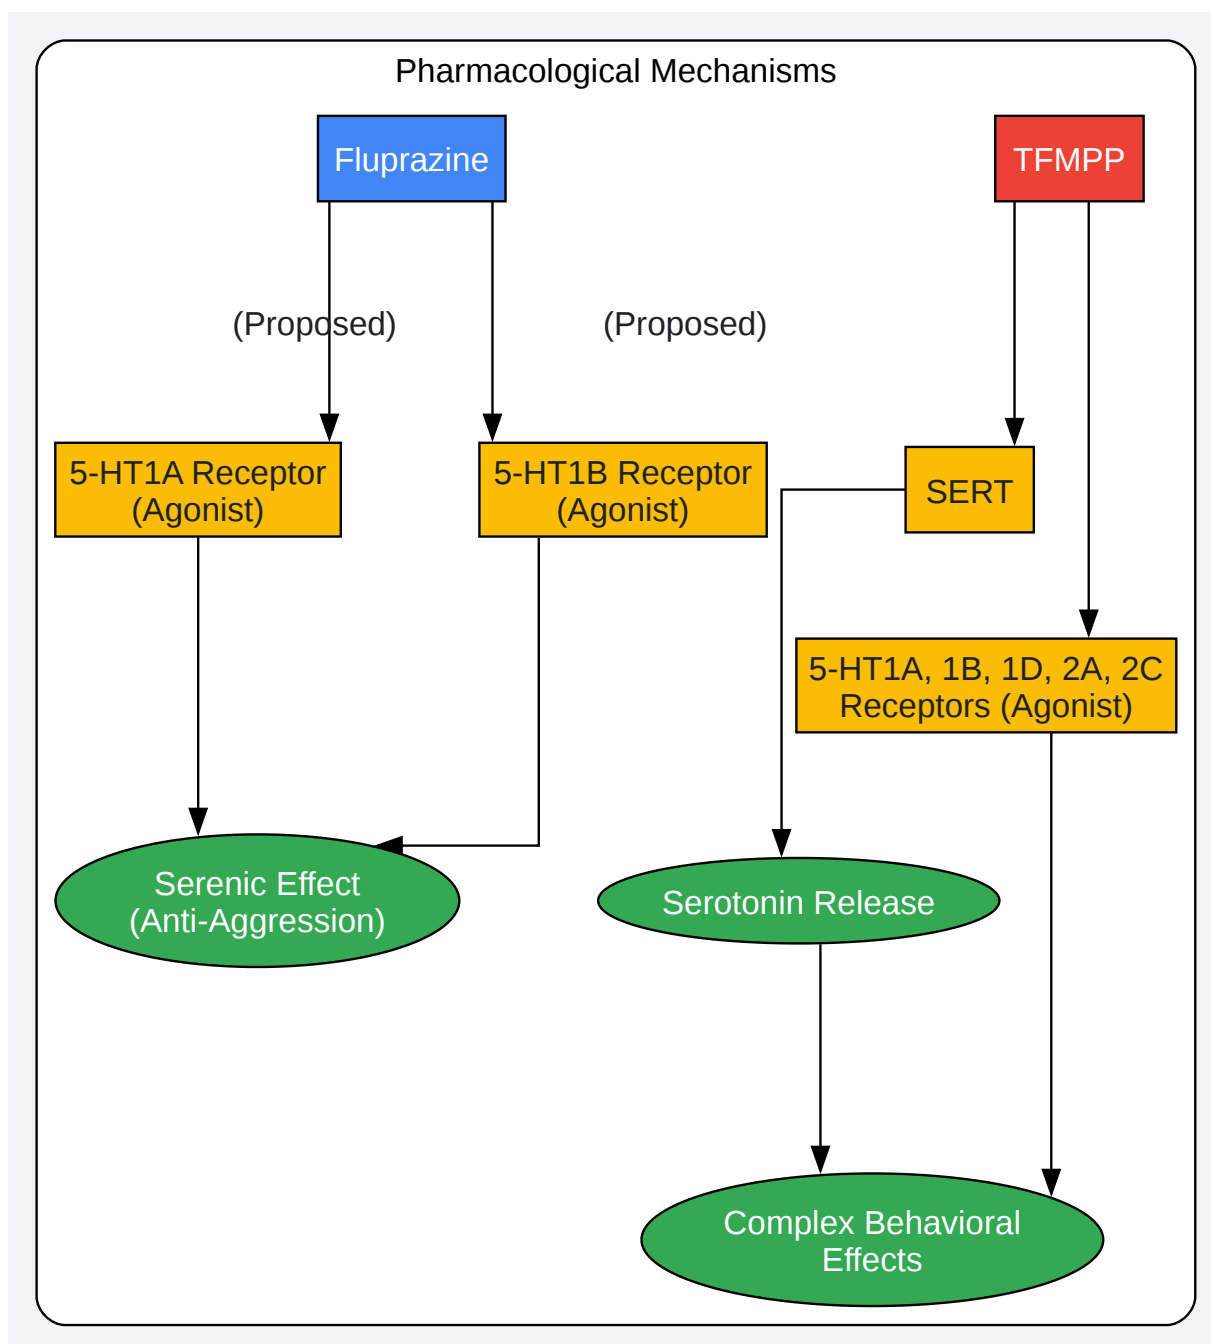 Pharmacological Mechanisms
Fluprazine
TFMPP
(Proposed)
(Proposed)
5-HT1A Receptor
(Agonist)
5-HT1B Receptor
(Agonist)
SERT
5-HT1A, 1B, 1D, 2A, 2C
Receptors (Agonist)
Serenic Effect
(Anti-Aggression)
Serotonin Release
Complex Behavioral
Effects